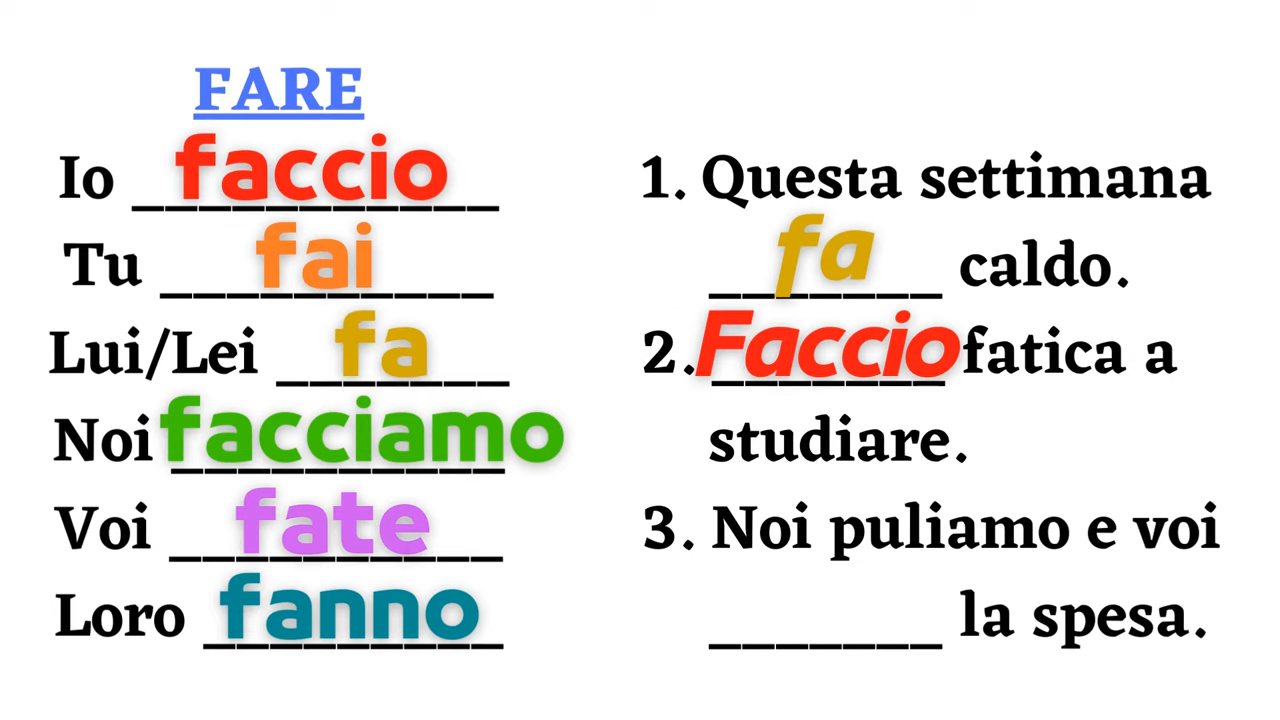 FARE
Io faccio
Tu fai
Lui/Lei fa
Noi facciamo
Voi fate
Loro fanno
1. Questa settimana
fa caldo.
2. Faccio fatica a
studiare.
3. Noi puliamo e voi
_______ la spesa.